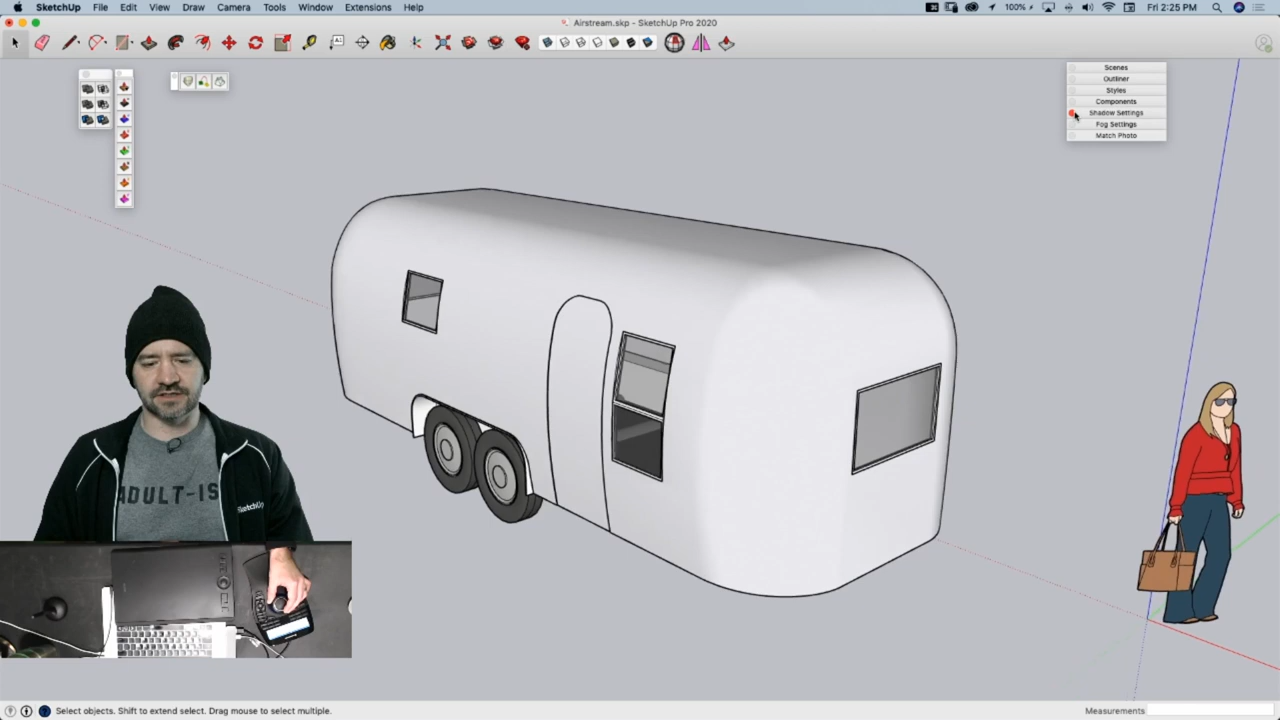 SketchUp File Edit View Draw Camera Tools Window Extensions Help
100% Fri 2:25 PM
Airstream.skp - SketchUp Pro 2020
Scenes
Outliner
Styles
Components
Shadow Settings
Fog Settings
Match Photo
ADULT-IS
SketchUp
Select objects. Shift to extend select. Drag mouse to select multiple.
Measurements